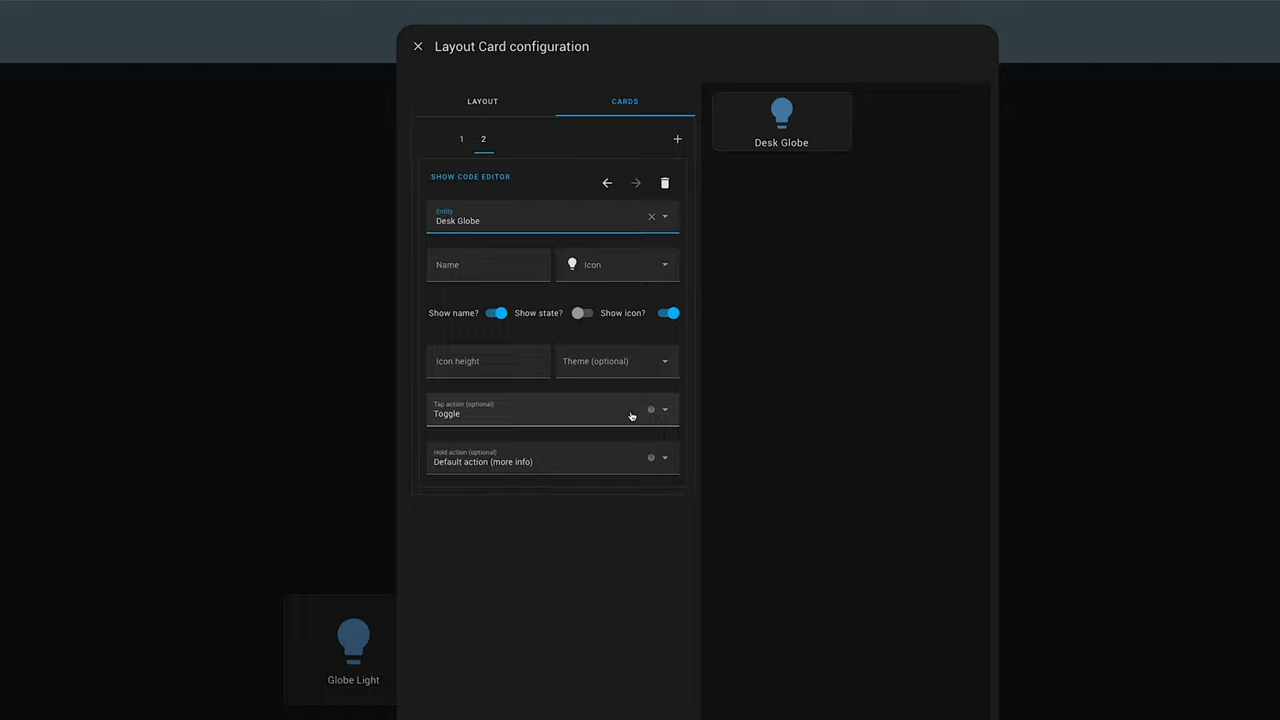 Layout Card configuration
LAYOUT CARDS
1 2
SHOW CODE EDITOR
Entity
Desk Globe
Name
Icon
Show name? Show state? Show icon?
Icon height
Theme (optional)
Tap action (optional)
Toggle
Hold action (optional)
Default action (more info)
Desk Globe
Globe Light